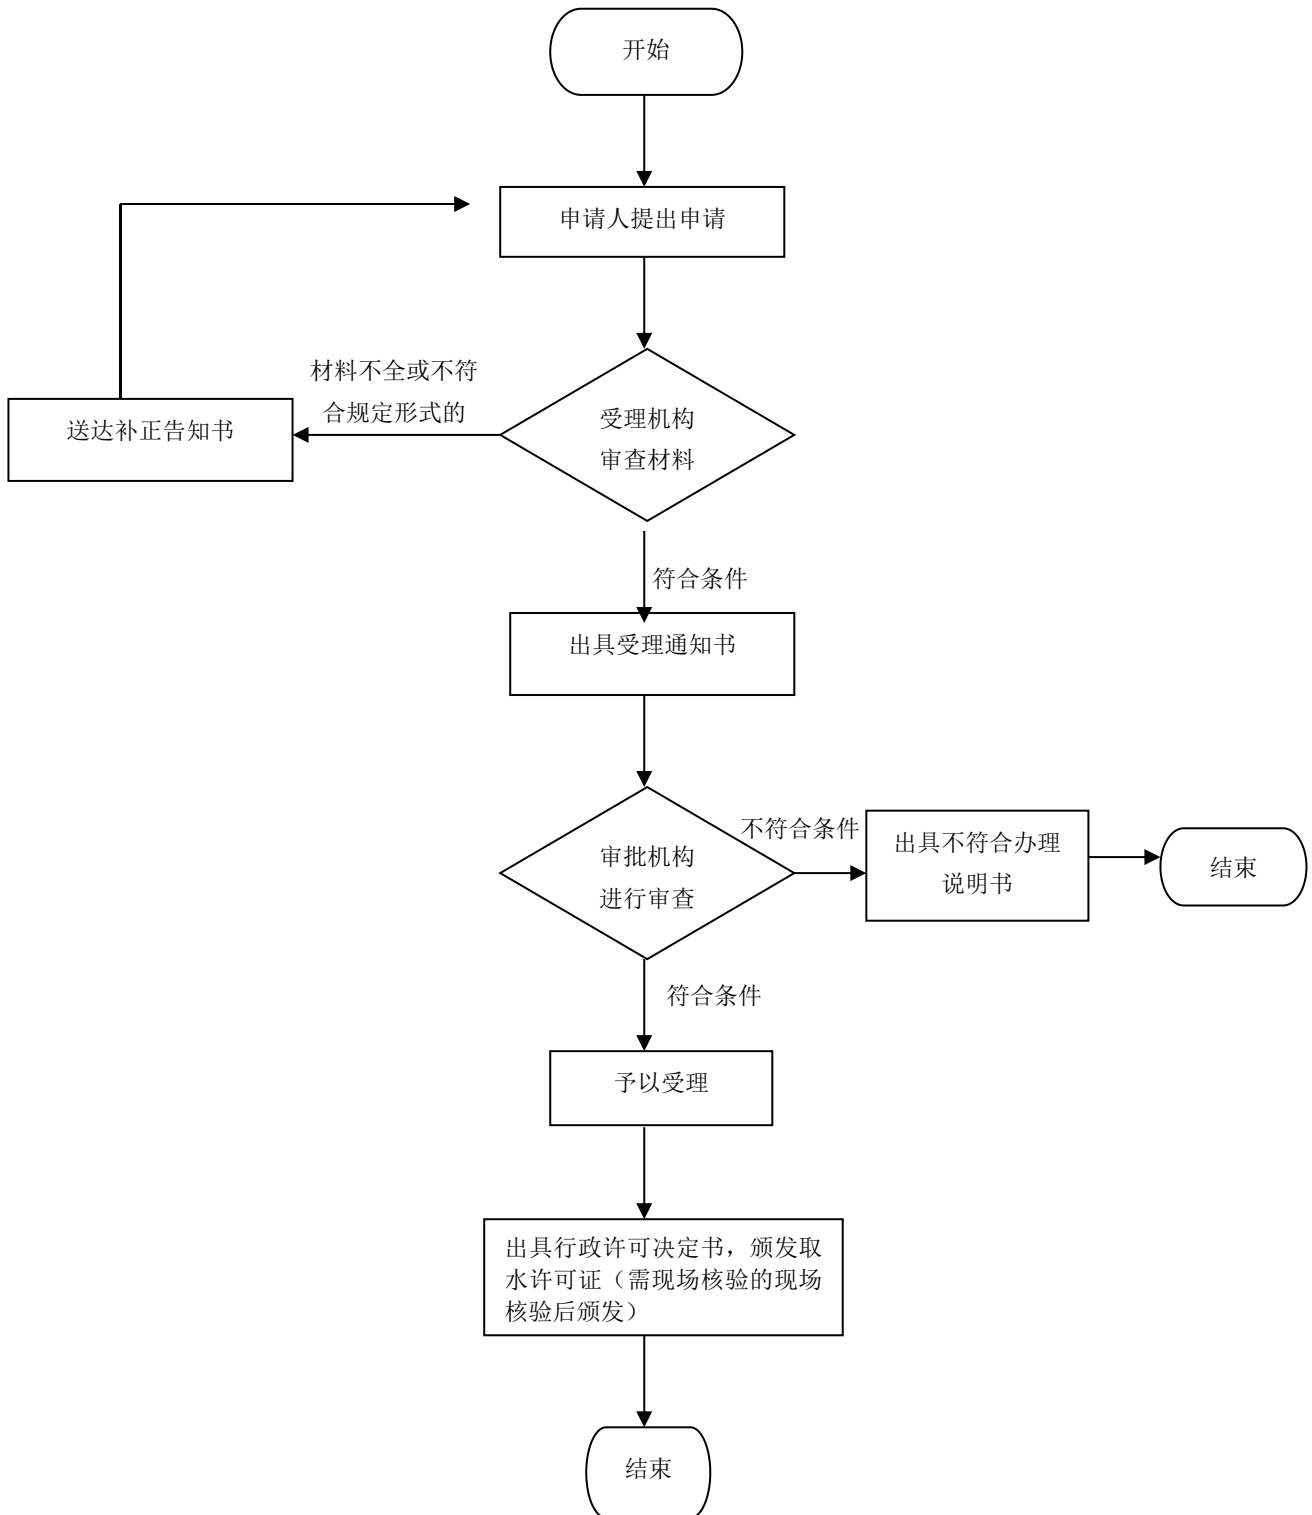 开始
申请人提出申请
材料不全或不符
合规定形式的
送达补正告知书
受理机构
审查材料
符合条件
出具受理通知书
审批机构
进行审查
不符合条件
出具不符合办理
说明书
结束
符合条件
予以受理
出具行政许可决定书，颁发取
水许可证（需现场核验的现场
核验后颁发）
结束